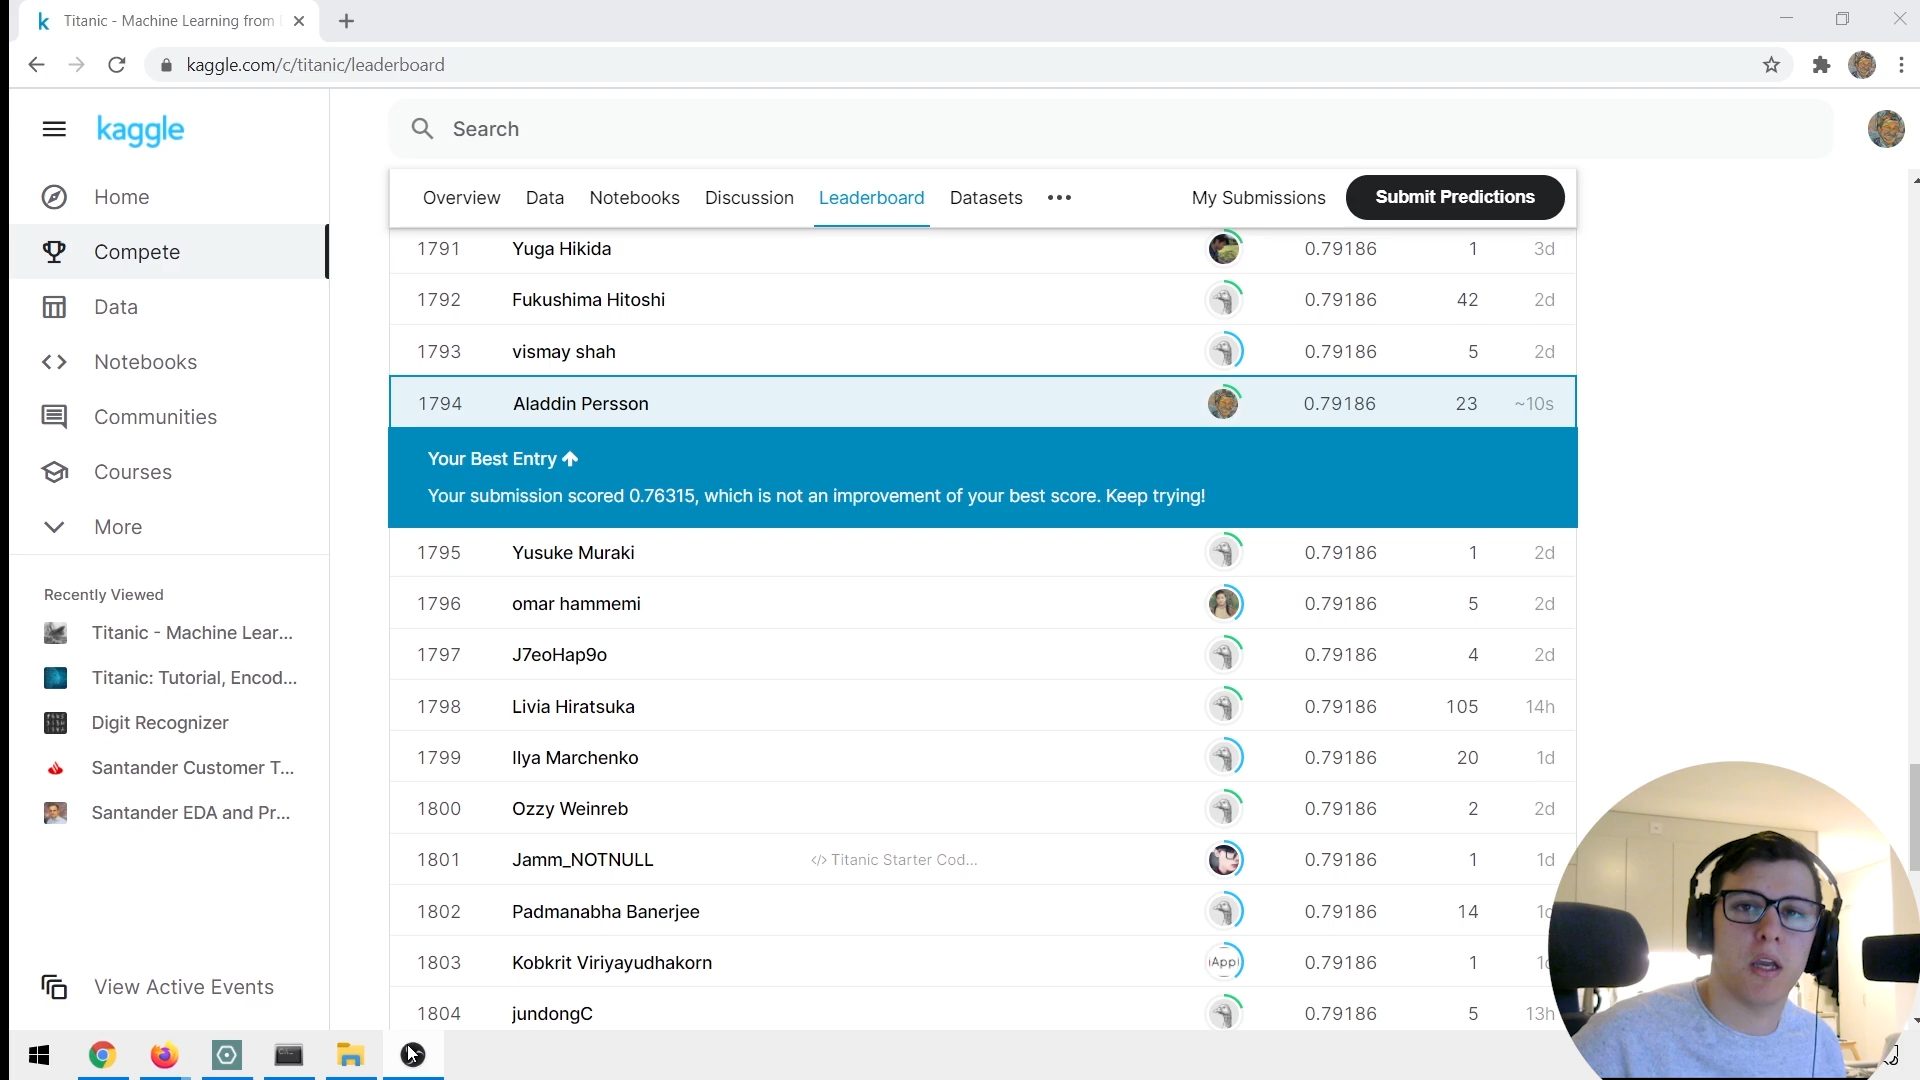 Titanic - Machine Learning from
kaggle.com/c/titanic/leaderboard
kaggle
Search
Home
Compete
Data
Notebooks
Communities
Courses
More
Recently Viewed
Titanic - Machine Lear...
Titanic: Tutorial, Encod...
Digit Recognizer
Santander Customer T...
Santander EDA and Pr...
View Active Events
Overview Data Notebooks Discussion Leaderboard Datasets ••• My Submissions Submit Predictions
1791 Yuga Hikida 0.79186 1 3d
1792 Fukushima Hitoshi 0.79186 42 2d
1793 vismay shah 0.79186 5 2d
1794 Aladdin Persson 0.79186 23 ~10s
Your Best Entry ↑
Your submission scored 0.76315, which is not an improvement of your best score. Keep trying!
1795 Yusuke Muraki 0.79186 1 2d
1796 omar hammemi 0.79186 5 2d
1797 J7eoHap9o 0.79186 4 2d
1798 Livia Hiratsuka 0.79186 105 14h
1799 Ilya Marchenko 0.79186 20 1d
1800 Ozzy Weinreb 0.79186 2 2d
1801 Jamm_NOTNULL </> Titanic Starter Cod... 0.79186 1 1d
1802 Padmanabha Banerjee 0.79186 14
1803 Kobkrit Viriyayudhakorn 0.79186 1
1804 jundongC 0.79186 5 13h